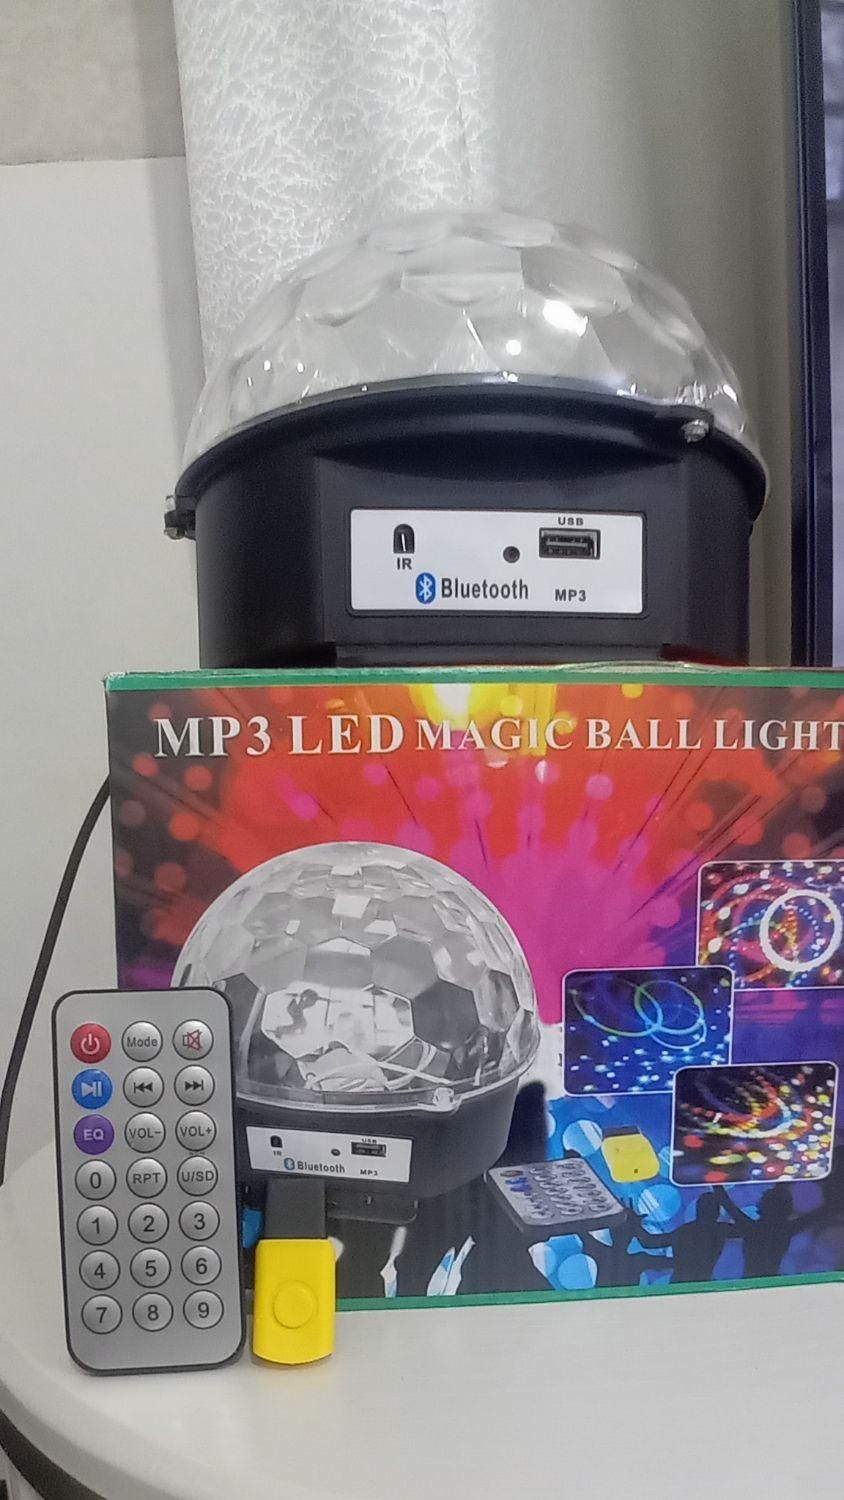 USB
IR
Bluetooth
MP3
MP3 LED MAGIC BALL LIGHT
Mode
EQ VOL- VOL+
0 RPT U/SD
1 2 3
4 5 6
7 8 9
USB
IR
Bluetooth MP3